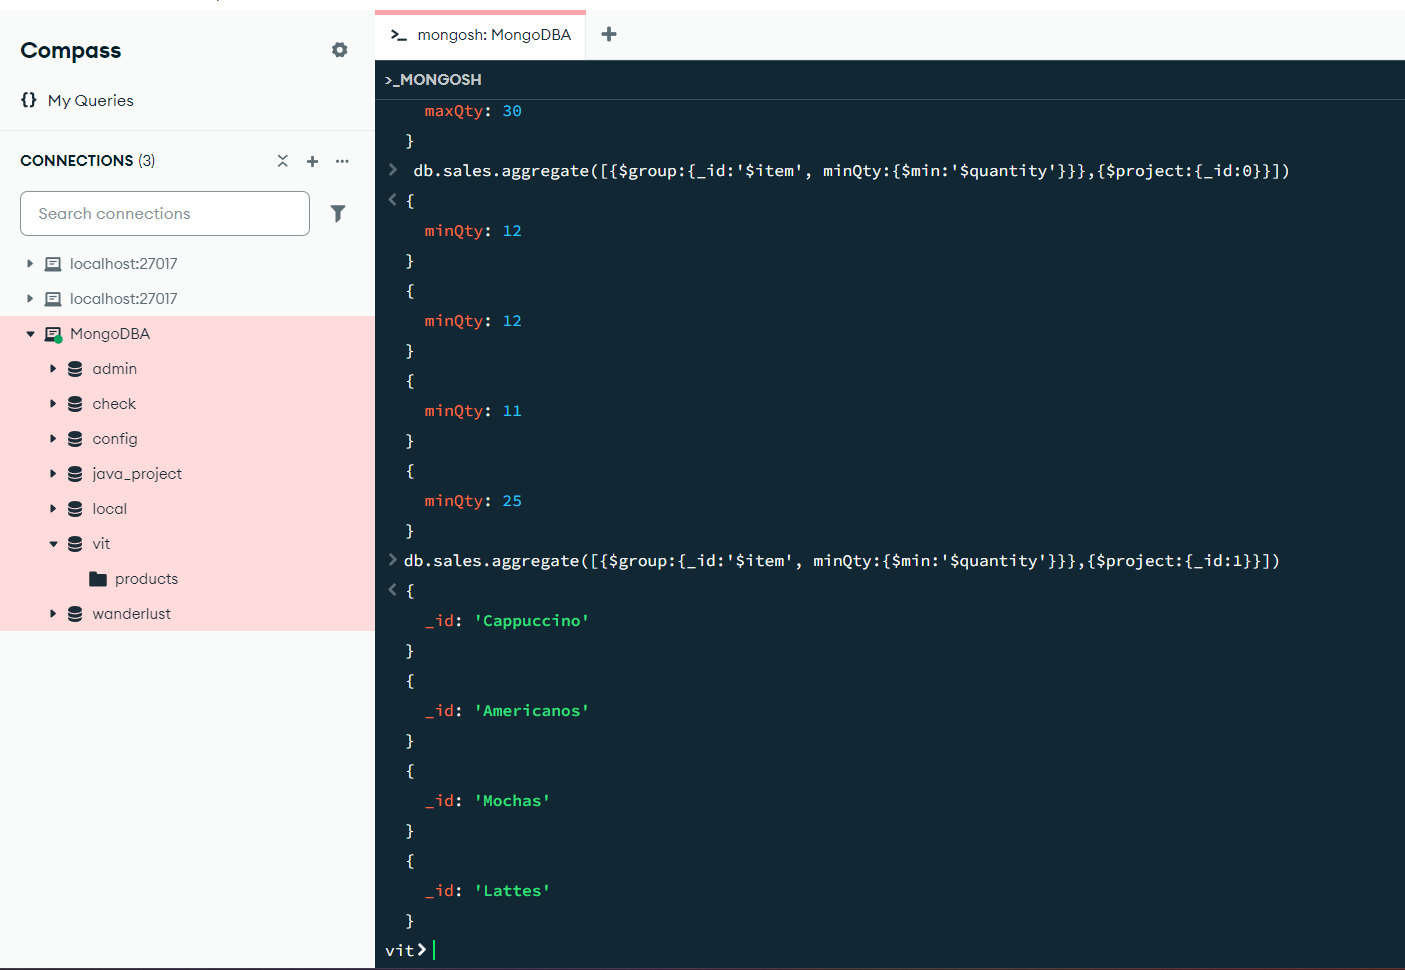 Compass
My Queries
CONNECTIONS (3)
Search connections
localhost:27017
localhost:27017
MongoDBA
admin
check
config
java_project
local
vit
products
wanderlust
>_ mongosh: MongoDBA
>_MONGOSH
maxQty: 30
}
> db.sales.aggregate([{$group:{_id:'$item', minQty:{$min:'$quantity'}}},{$project:{_id:0}}])
< {
minQty: 12
}
{
minQty: 12
}
{
minQty: 11
}
{
minQty: 25
}
> db.sales.aggregate([{$group:{_id:'$item', minQty:{$min:'$quantity'}}},{$project:{_id:1}}])
< {
_id: 'Cappuccino'
}
{
_id: 'Americanos'
}
{
_id: 'Mochas'
}
{
_id: 'Lattes'
}
vit>